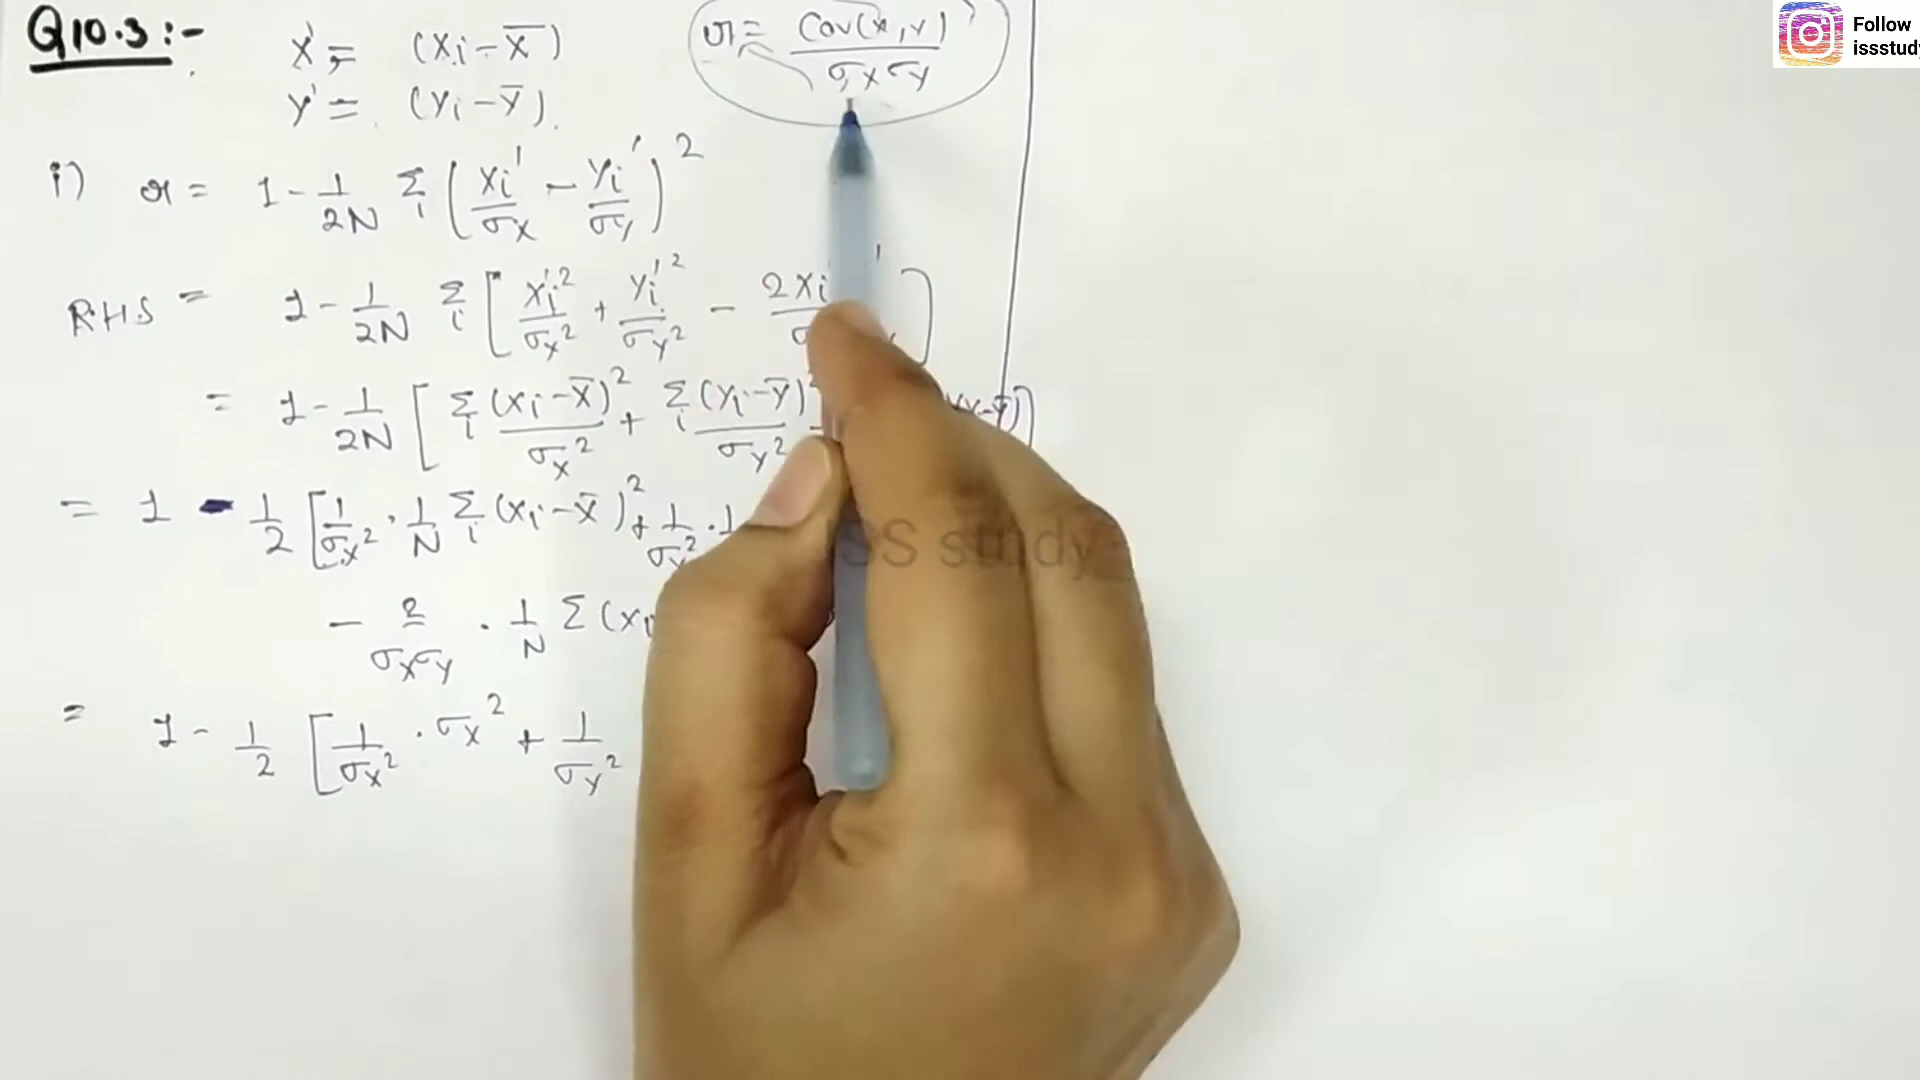 Q10.3:-
x' = (xi - x̄)
y' = (yi - ȳ).
r = Cov(x,y) / σx σy
i) r = 1 - 1/2N Σi (xi'/σx - yi'/σy)²
RHS = 1 - 1/2N Σi [xi'²/σx² + yi'²/σy² - 2xi'
= 1 - 1/2N [Σi (xi - x̄)²/σx² + Σi (yi - ȳ)²/σy²
= 1 - 1/2 [1/σx² · 1/N Σi (xi - x̄)² + 1/σy² ·
- 2/σxσy · 1/N Σ(xi
= 1 - 1/2 [1/σx² · σx² + 1/σy²
ISS study
Follow
issstudy